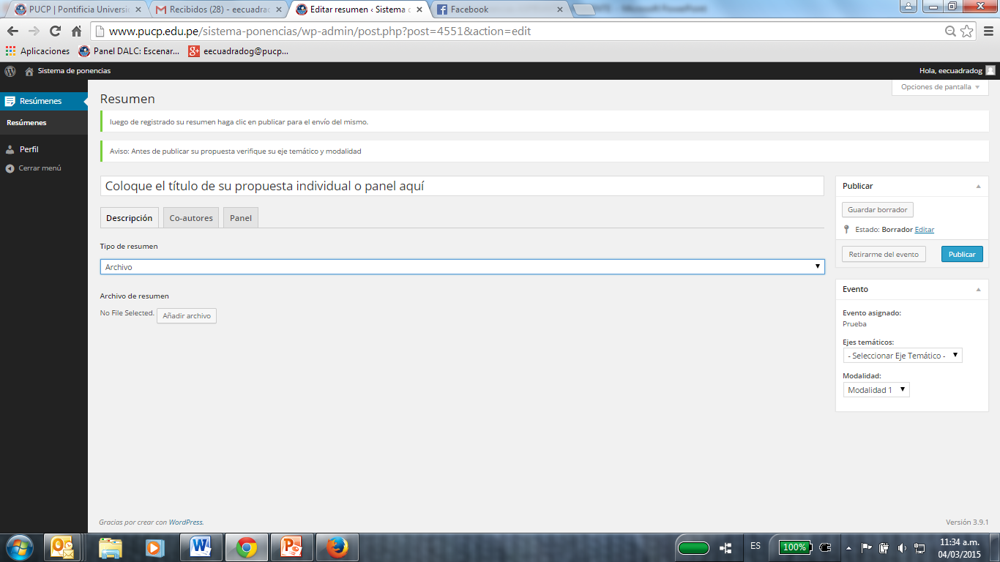 PUCP | Pontificia Universi
Recibidos (28) - eecuadrad
Editar resumen ‹ Sistema d
Facebook
Microsoft PowerPoint
www.pucp.edu.pe/sistema-ponencias/wp-admin/post.php?post=4551&action=edit
Aplicaciones
Panel DALC: Escenar...
eecuadradog@pucp...
Sistema de ponencias
Hola, eecuadradog
Opciones de pantalla
Resúmenes
Resúmenes
Perfil
Cerrar menú
Resumen
luego de registrado su resumen haga clic en publicar para el envío del mismo.
Aviso: Antes de publicar su propuesta verifique su eje temático y modalidad
Coloque el título de su propuesta individual o panel aquí
Descripción
Co-autores
Panel
Tipo de resumen
Archivo
Archivo de resumen
No File Selected.
Añadir archivo
Publicar
Guardar borrador
Estado: Borrador Editar
Retirarme del evento
Publicar
Evento
Evento asignado:
Prueba
Ejes temáticos:
- Seleccionar Eje Temático -
Modalidad:
Modalidad 1
Gracias por crear con WordPress.
Versión 3.9.1
ES
100%
11:34 a.m.
04/03/2015